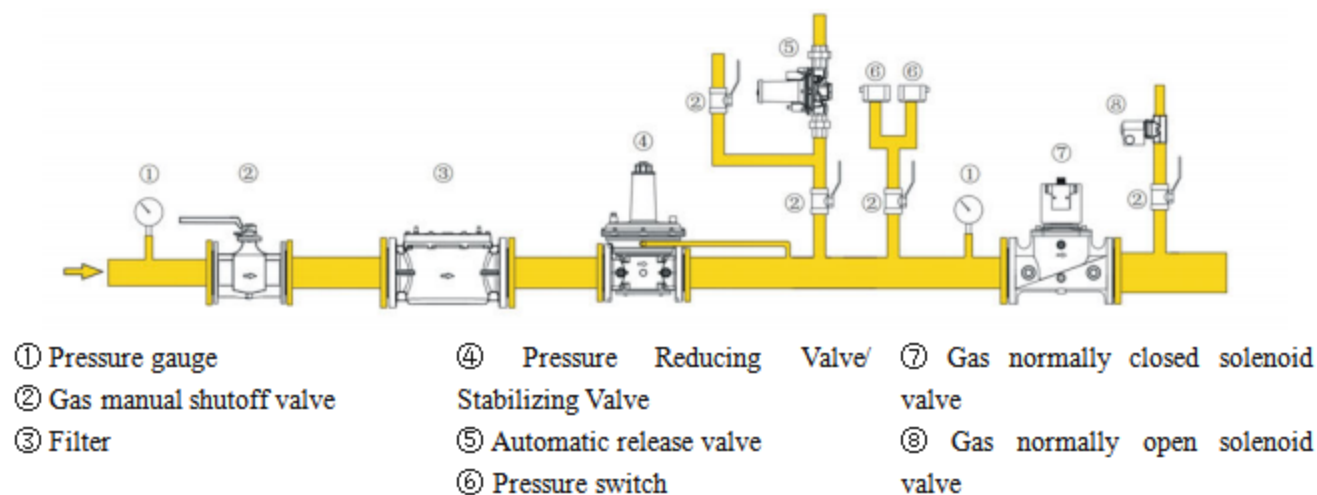 ⑤
⑥ ⑥
②
⑧
④
⑦
① ② ③ ② ② ① ②
① Pressure gauge
② Gas manual shutoff valve
③ Filter
④ Pressure Reducing Valve/
Stabilizing Valve
⑤ Automatic release valve
⑥ Pressure switch
⑦ Gas normally closed solenoid
valve
⑧ Gas normally open solenoid
valve